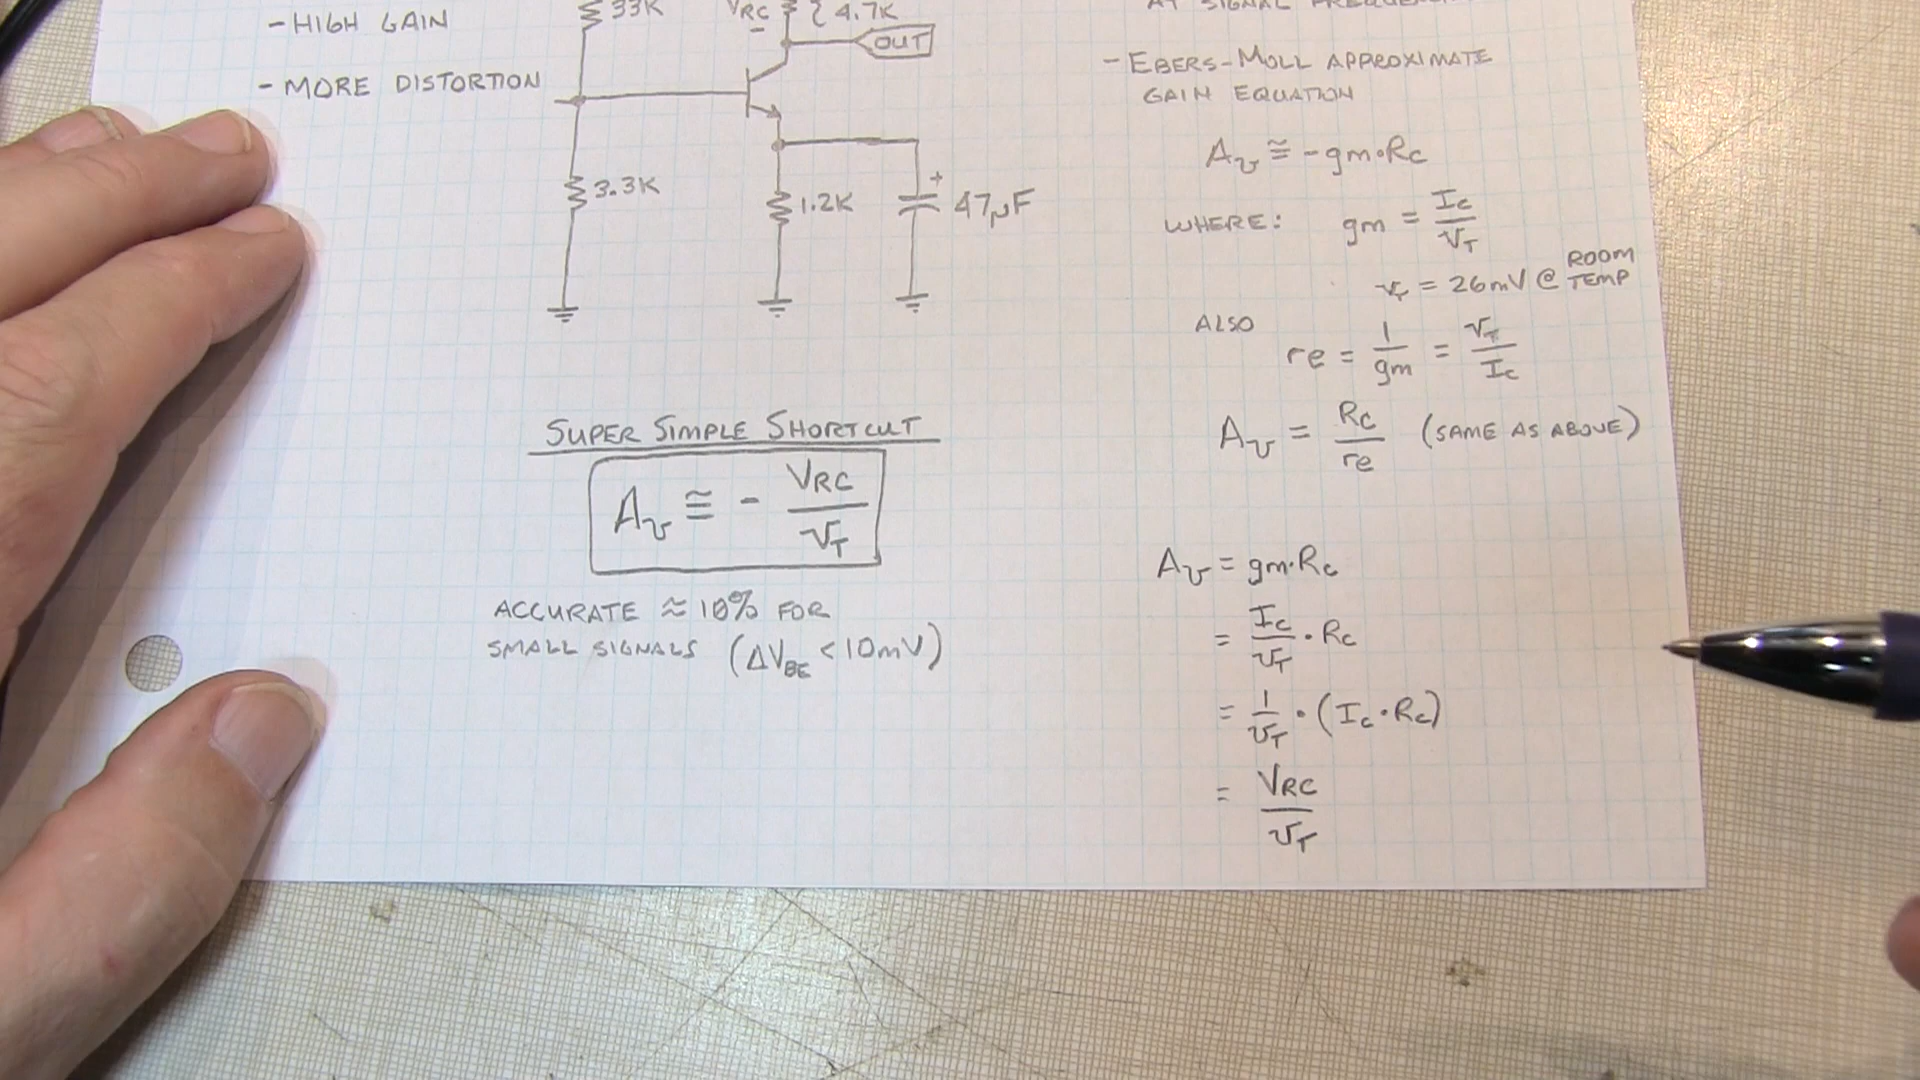 - HIGH GAIN
- MORE DISTORTION
33K
VRC
-
4.7K
OUT
3.3K
1.2K
+
47μF
SUPER SIMPLE SHORTCUT
Av ≅ - VRC / VT
ACCURATE ≈ 10% FOR
SMALL SIGNALS (ΔVBE < 10mV)
AT SIGNAL
- EBERS-MOLL APPROXIMATE
GAIN EQUATION
Av ≅ -gm·Rc
WHERE: gm = Ic / VT
VT = 26mV @ ROOM TEMP
ALSO
re = 1 / gm = VT / Ic
Av = Rc / re (SAME AS ABOVE)
Av = gm·Rc
= Ic / VT · Rc
= 1 / VT · (Ic·Rc)
= VRC / VT